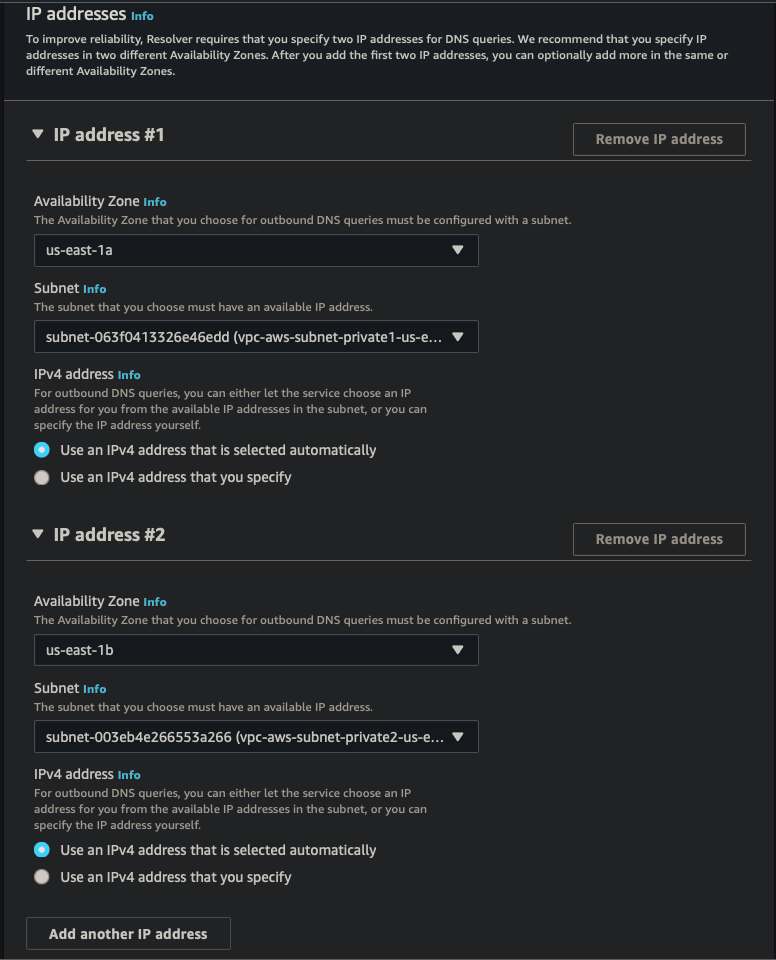 IP addresses Info
To improve reliability, Resolver requires that you specify two IP addresses for DNS queries. We recommend that you specify IP
addresses in two different Availability Zones. After you add the first two IP addresses, you can optionally add more in the same or
different Availability Zones.
IP address #1
Remove IP address
Availability Zone Info
The Availability Zone that you choose for outbound DNS queries must be configured with a subnet.
us-east-1a
Subnet Info
The subnet that you choose must have an available IP address.
subnet-063f0413326e46edd (vpc-aws-subnet-private1-us-e...
IPv4 address Info
For outbound DNS queries, you can either let the service choose an IP
address for you from the available IP addresses in the subnet, or you can
specify the IP address yourself.
Use an IPv4 address that is selected automatically
Use an IPv4 address that you specify
IP address #2
Remove IP address
Availability Zone Info
The Availability Zone that you choose for outbound DNS queries must be configured with a subnet.
us-east-1b
Subnet Info
The subnet that you choose must have an available IP address.
subnet-003eb4e266553a266 (vpc-aws-subnet-private2-us-e...
IPv4 address Info
For outbound DNS queries, you can either let the service choose an IP
address for you from the available IP addresses in the subnet, or you can
specify the IP address yourself.
Use an IPv4 address that is selected automatically
Use an IPv4 address that you specify
Add another IP address